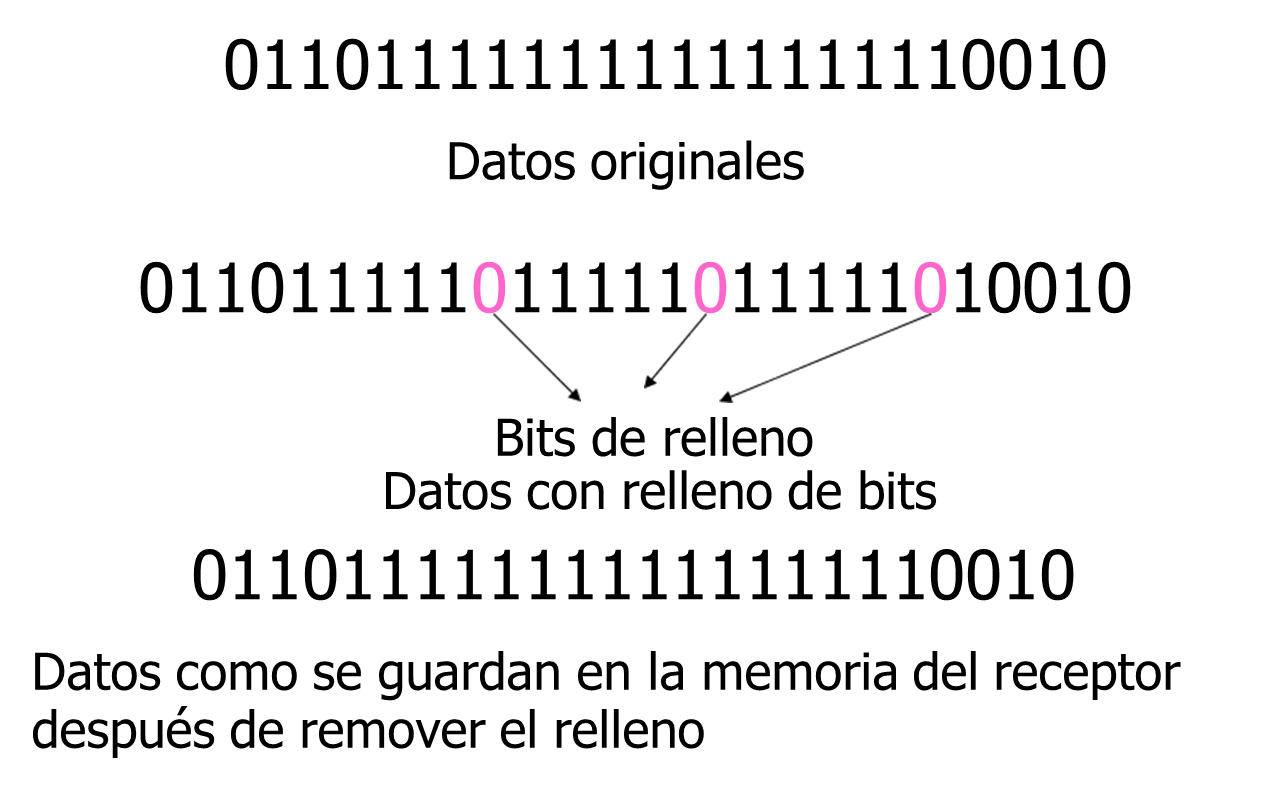 011011111111111111110010
Datos originales
011011111011111011111010010
Bits de relleno
Datos con relleno de bits
011011111111111111110010
Datos como se guardan en la memoria del receptor
después de remover el relleno